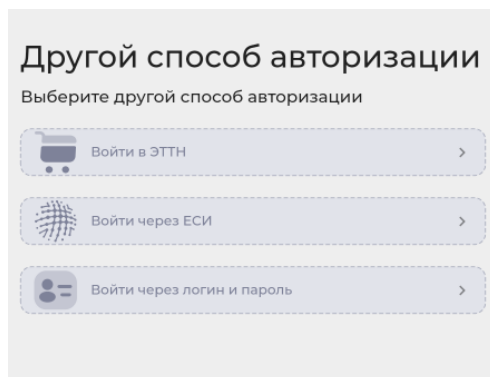 Другой способ авторизации
Выберите другой способ авторизации
Войти в ЭТТН
Войти через ЕСИ
Войти через логин и пароль